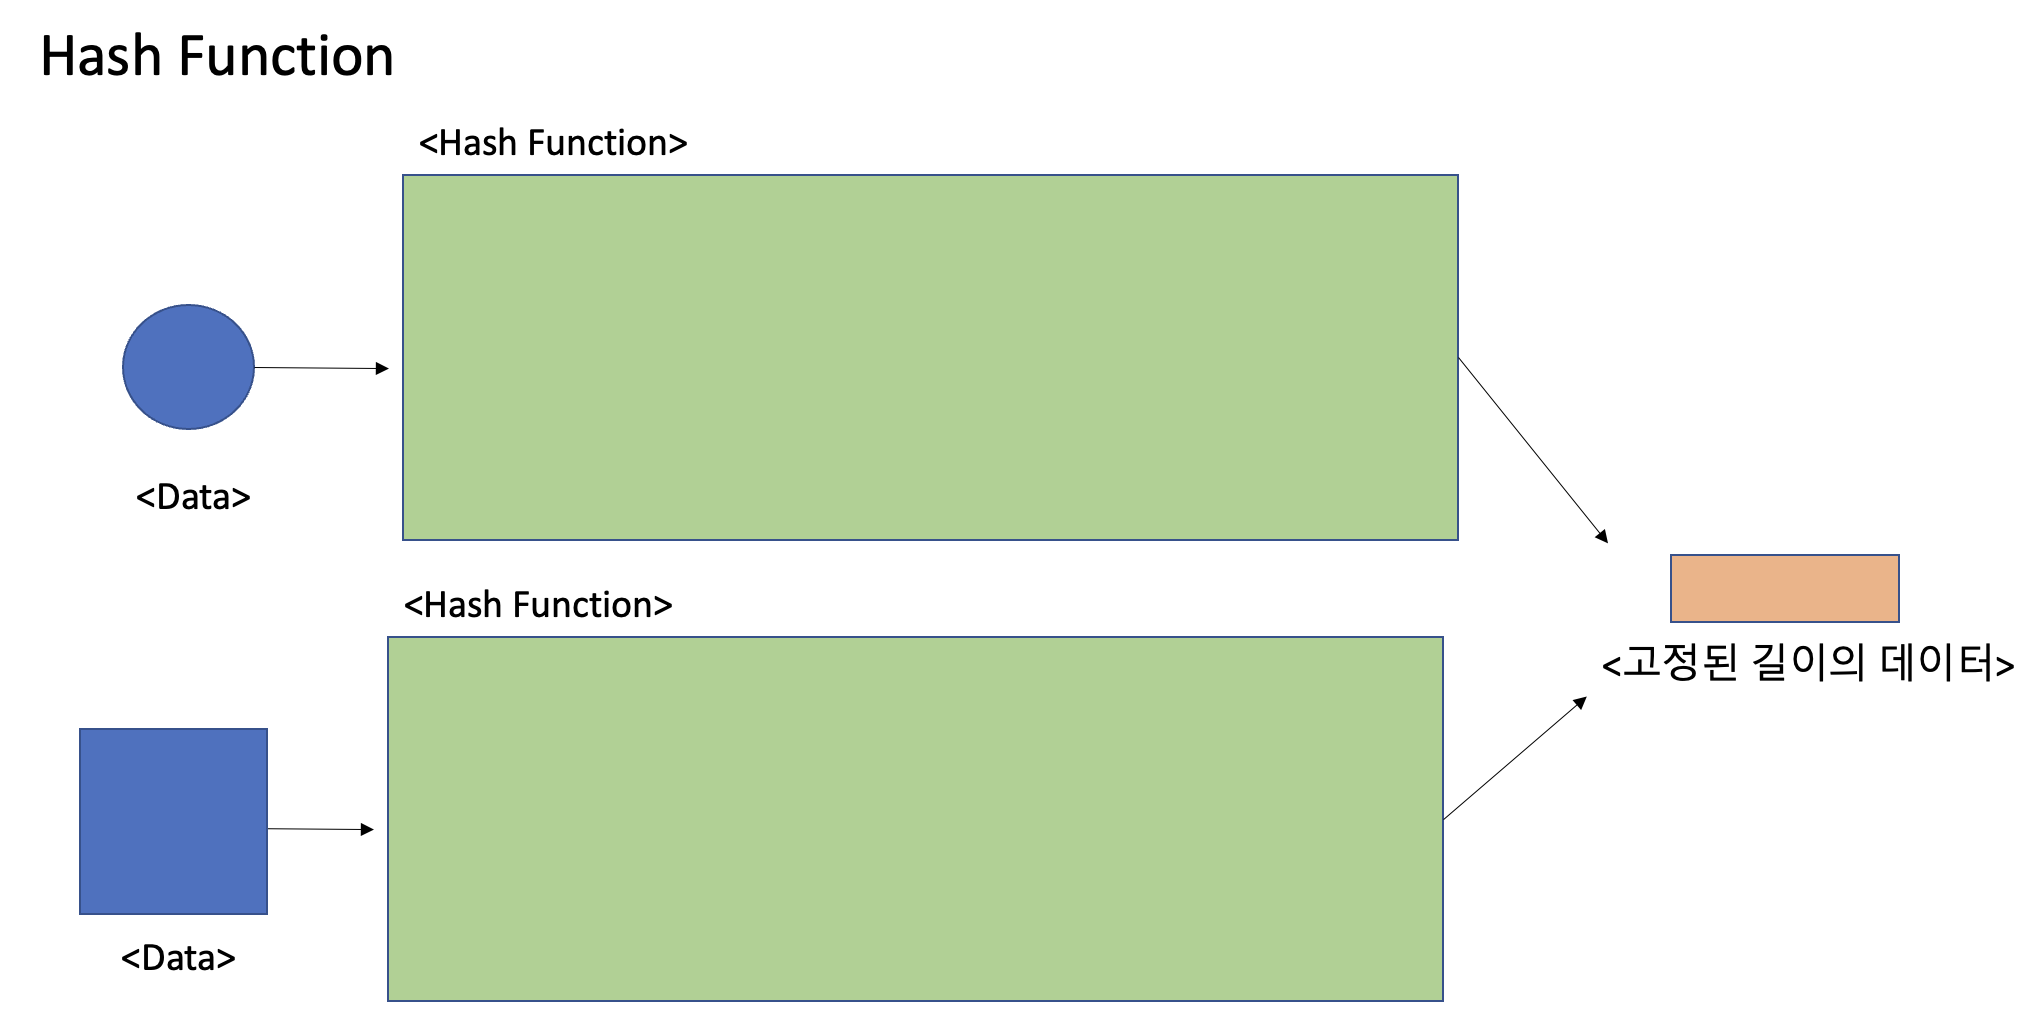 Hash Function
<Hash Function>
<Data>
<Hash Function>
<고정된 길이의 데이터>
<Data>